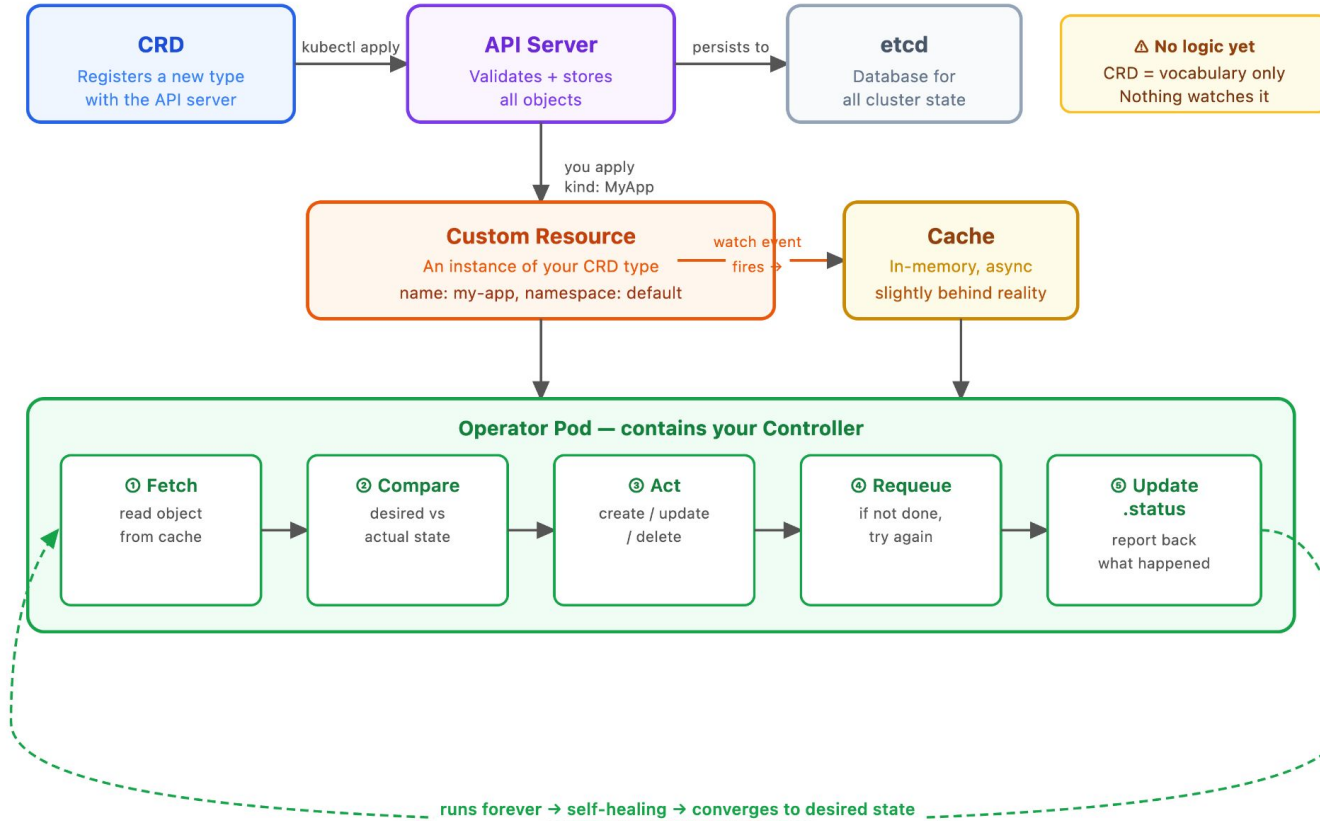 CRD
Registers a new type
with the API server
kubectl apply
API Server
Validates + stores
all objects
persists to
etcd
Database for
all cluster state
⚠ No logic yet
CRD = vocabulary only
Nothing watches it
you apply
kind: MyApp
Custom Resource
An instance of your CRD type
name: my-app, namespace: default
watch event
fires →
Cache
In-memory, async
slightly behind reality
Operator Pod — contains your Controller
① Fetch
read object
from cache
② Compare
desired vs
actual state
③ Act
create / update
/ delete
④ Requeue
if not done,
try again
⑤ Update
.status
report back
what happened
runs forever → self-healing → converges to desired state